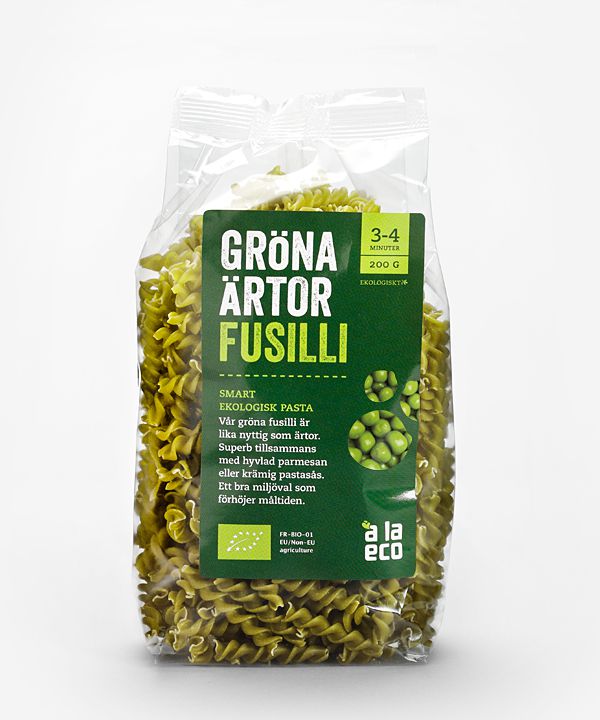 GRÖNA
ÄRTOR
FUSILLI
3-4
MINUTER
200 G
EKOLOGISKT
SMART
EKOLOGISK PASTA
Vår gröna fusilli är
lika nyttig som ärtor.
Superb tillsammans
med hyvlad parmesan
eller krämig pastasås.
Ett bra miljöval som
förhöjer måltiden.
FR-BIO-01
EU/Non-EU
agriculture
à la
eco